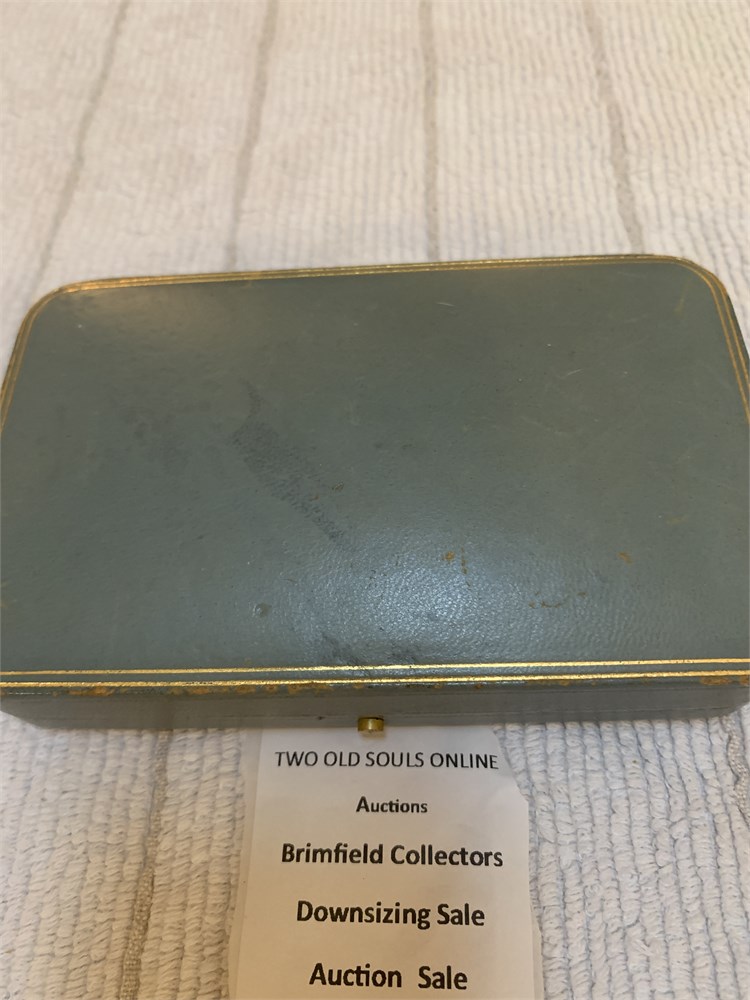 TWO OLD SOULS ONLINE
Auctions
Brimfield Collectors
Downsizing Sale
Auction Sale